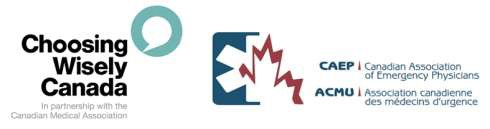 Choosing
Wisely
Canada
In partnership with the
Canadian Medical Association
CAEP Canadian Association
of Emergency Physicians
ACMU Association canadienne
des médecins d'urgence